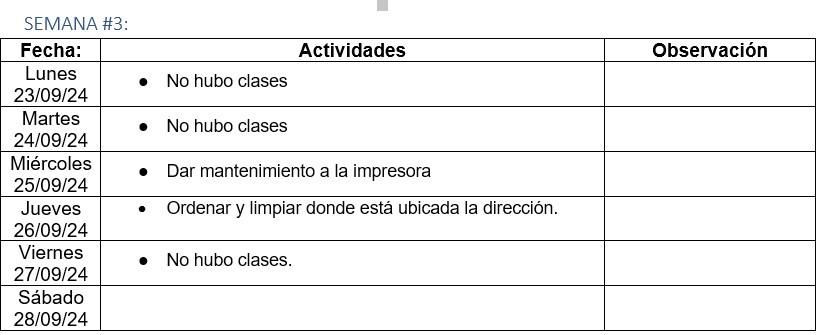 SEMANA #3:
Fecha: Actividades Observación
Lunes
23/09/24
● No hubo clases
Martes
24/09/24
● No hubo clases
Miércoles
25/09/24
● Dar mantenimiento a la impresora
Jueves
26/09/24
• Ordenar y limpiar donde está ubicada la dirección.
Viernes
27/09/24
● No hubo clases.
Sábado
28/09/24